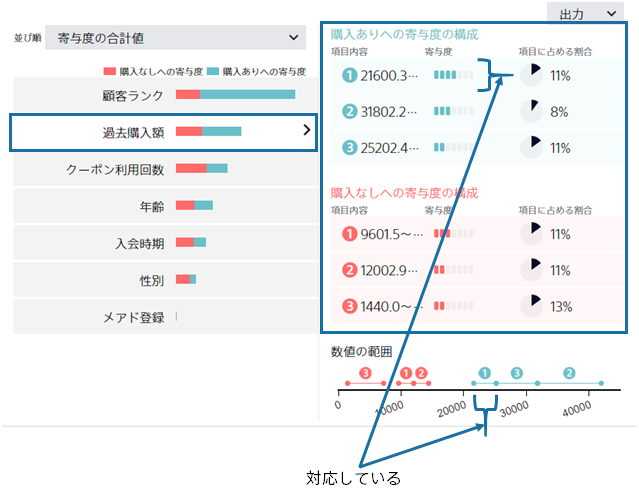 出力
並び順 寄与度の合計値
購入なしへの寄与度 購入ありへの寄与度
顧客ランク
過去購入額
クーポン利用回数
年齢
入会時期
性別
メアド登録
購入ありへの寄与度の構成
項目内容 寄与度 項目に占める割合
1 21600.3… 11%
2 31802.2… 8%
3 25202.4… 11%
購入なしへの寄与度の構成
項目内容 寄与度 項目に占める割合
1 9601.5～… 11%
2 12002.9… 11%
3 1440.0～… 13%
数値の範囲
3 1 2 1 3 2
0 10000 20000 30000 40000
対応している